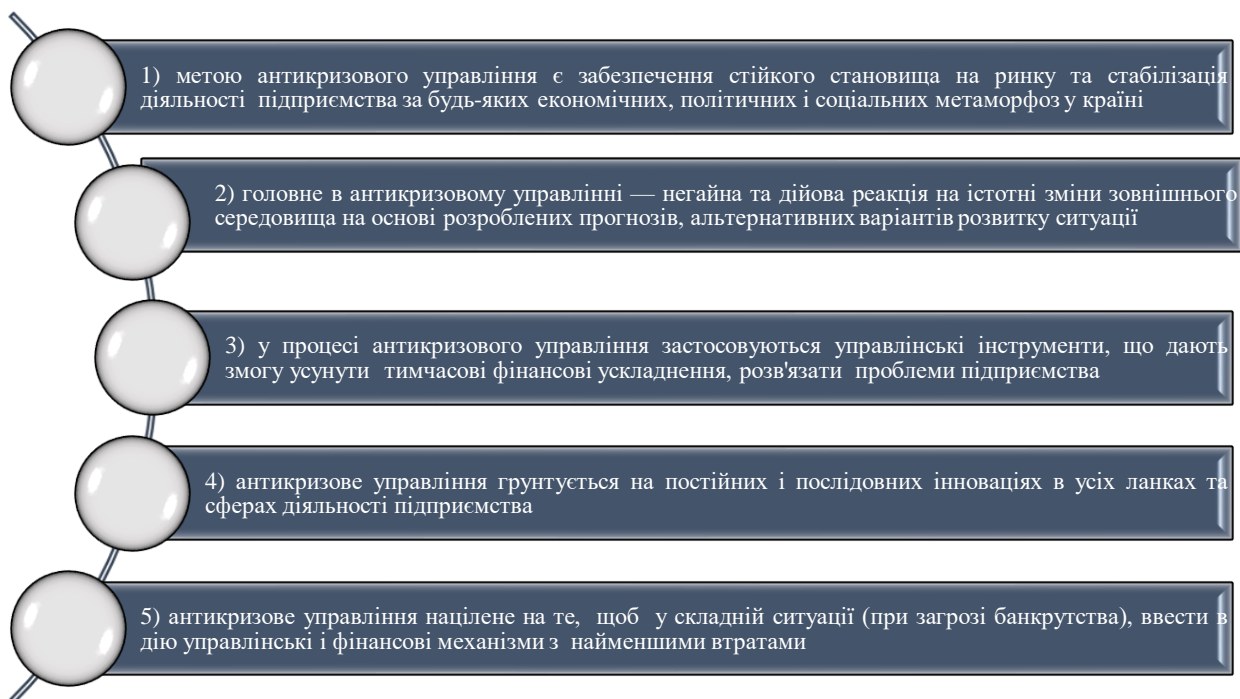 1) метою антикризового управління є забезпечення стійкого становища на ринку та стабілізація
діяльності підприємства за будь-яких економічних, політичних і соціальних метаморфоз у країні
2) головне в антикризовому управлінні — негайна та дійова реакція на істотні зміни зовнішнього
середовища на основі розроблених прогнозів, альтернативних варіантів розвитку ситуації
3) у процесі антикризового управління застосовуються управлінські інструменти, що дають
змогу усунути тимчасові фінансові ускладнення, розв'язати проблеми підприємства
4) антикризове управління грунтується на постійних і послідовних інноваціях в усіх ланках та
сферах діяльності підприємства
5) антикризове управління націлене на те, щоб у складній ситуації (при загрозі банкрутства), ввести в
дію управлінські і фінансові механізми з найменшими втратами